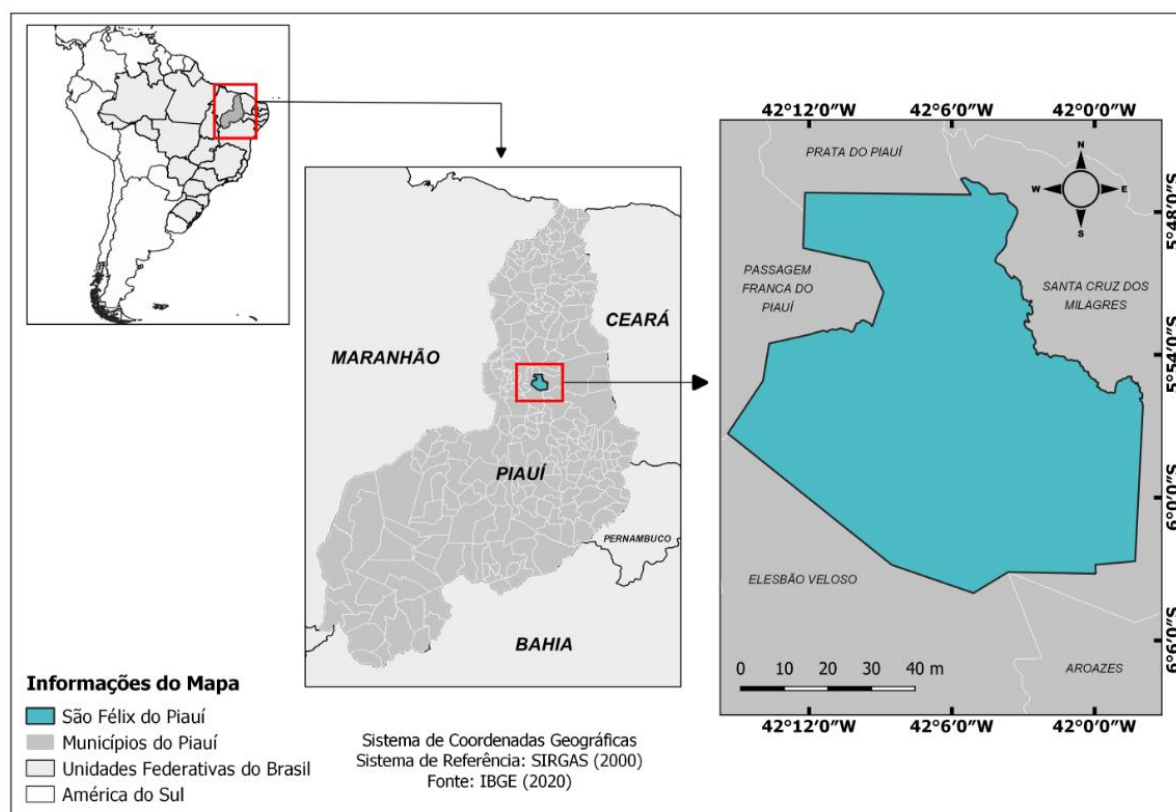 42°12′0″W 42°6′0″W 42°0′0″W
PRATA DO PIAUÍ
N
W E
S
5°48′0″S
PASSAGEM
FRANCA DO
PIAUÍ
SANTA CRUZ DOS
MILAGRES
5°54′0″S
CEARÁ
MARANHÃO
PIAUÍ
PERNAMBUCO
BAHIA
6°0′0″S
ELESBÃO VELOSO
0 10 20 30 40 m
AROAZES
6°6′0″S
42°12′0″W 42°6′0″W 42°0′0″W
Informações do Mapa
São Félix do Piauí
Municípios do Piauí
Unidades Federativas do Brasil
América do Sul
Sistema de Coordenadas Geográficas
Sistema de Referência: SIRGAS (2000)
Fonte: IBGE (2020)